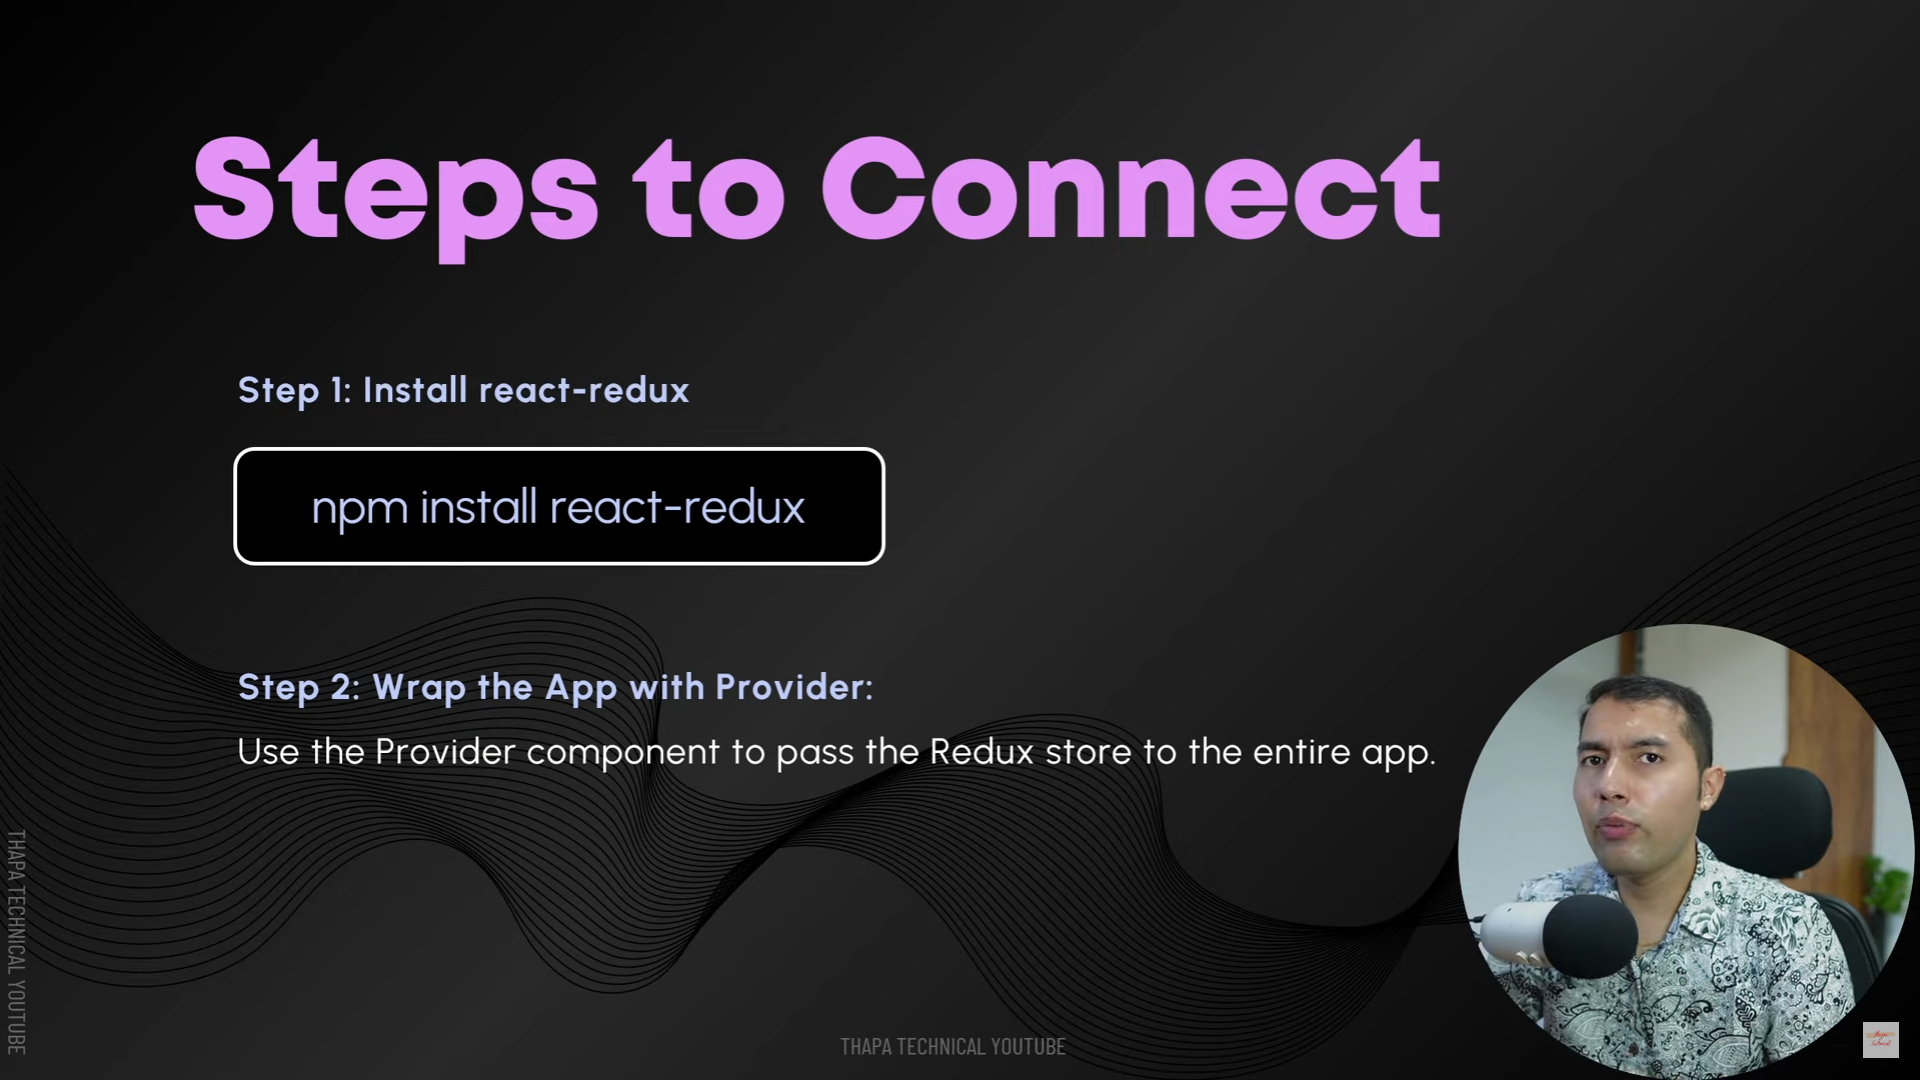 Steps to Connect
Step 1: Install react-redux
npm install react-redux
Step 2: Wrap the App with Provider:
Use the Provider component to pass the Redux store to the entire app.
THAPA TECHNICAL YOUTUBE
THAPA TECHNICAL YOUTUBE